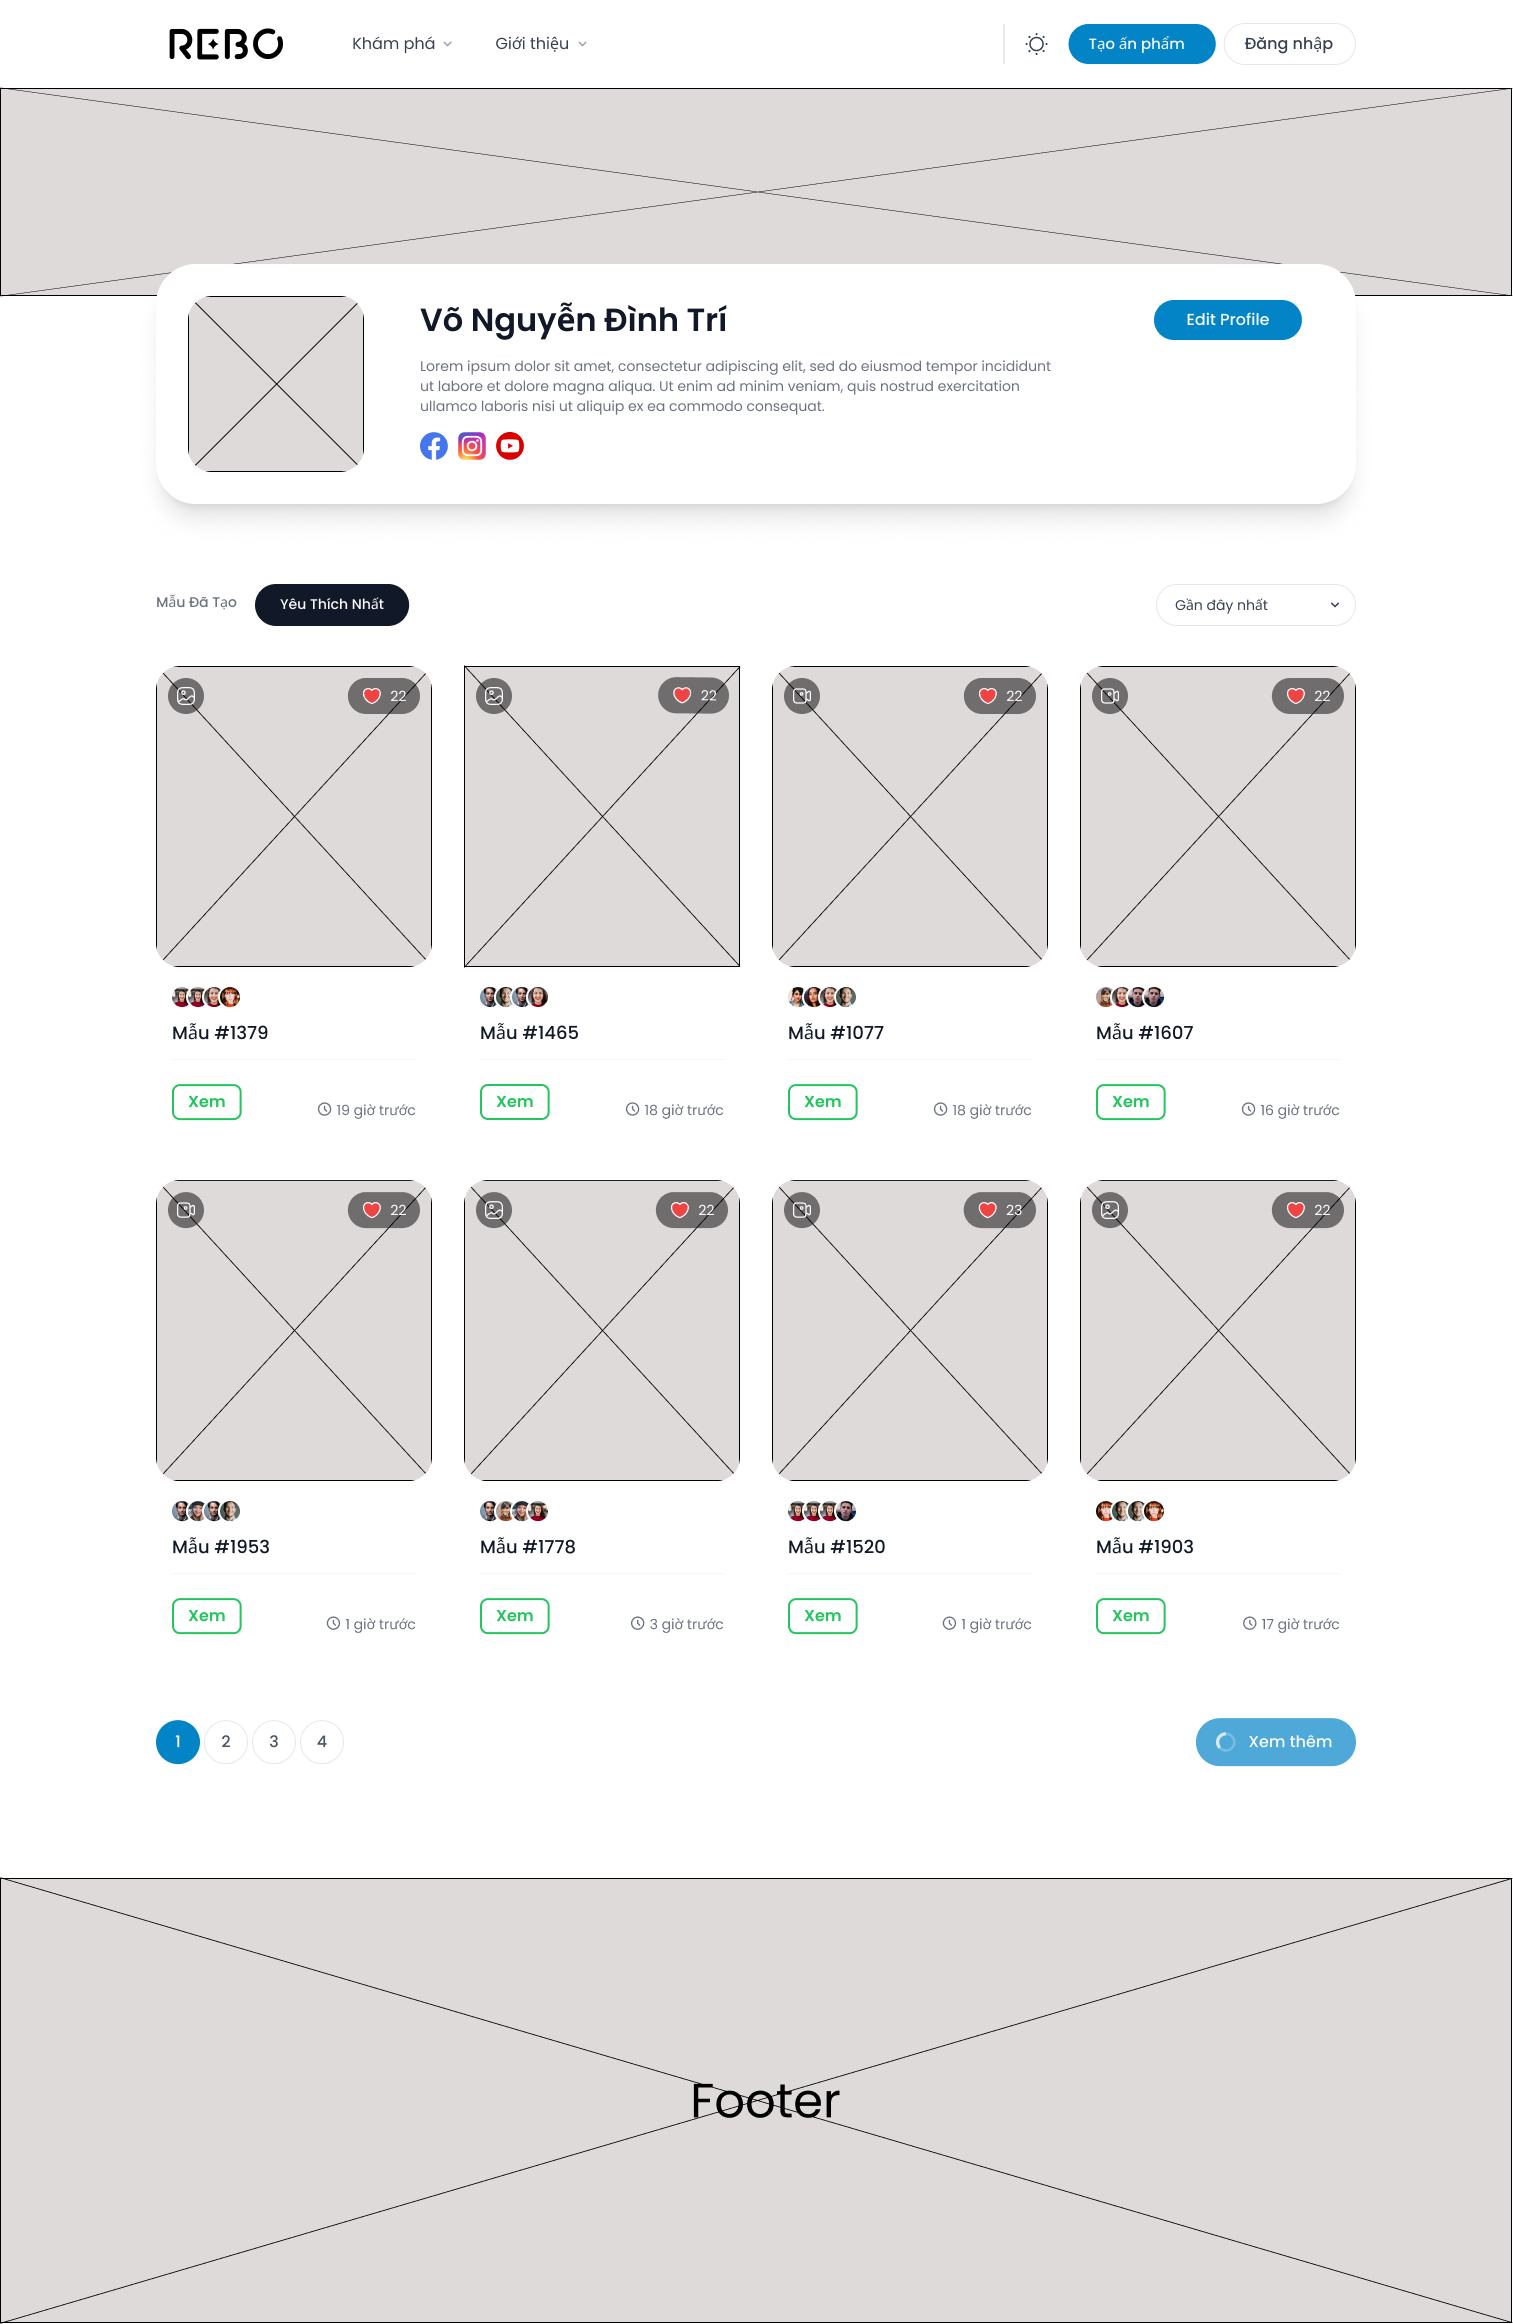 REBO
Khám phá
Giới thiệu
Tạo ấn phẩm
Đăng nhập
Võ Nguyễn Đình Trí
Edit Profile
Lorem ipsum dolor sit amet, consectetur adipiscing elit, sed do eiusmod tempor incididunt
ut labore et dolore magna aliqua. Ut enim ad minim veniam, quis nostrud exercitation
ullamco laboris nisi ut aliquip ex ea commodo consequat.
Mẫu Đã Tạo
Yêu Thích Nhất
Gần đây nhất
22
22
22
22
Mẫu #1379
Mẫu #1465
Mẫu #1077
Mẫu #1607
Xem
19 giờ trước
Xem
18 giờ trước
Xem
18 giờ trước
Xem
16 giờ trước
22
22
23
22
Mẫu #1953
Mẫu #1778
Mẫu #1520
Mẫu #1903
Xem
1 giờ trước
Xem
3 giờ trước
Xem
1 giờ trước
Xem
17 giờ trước
1
2
3
4
Xem thêm
Footer